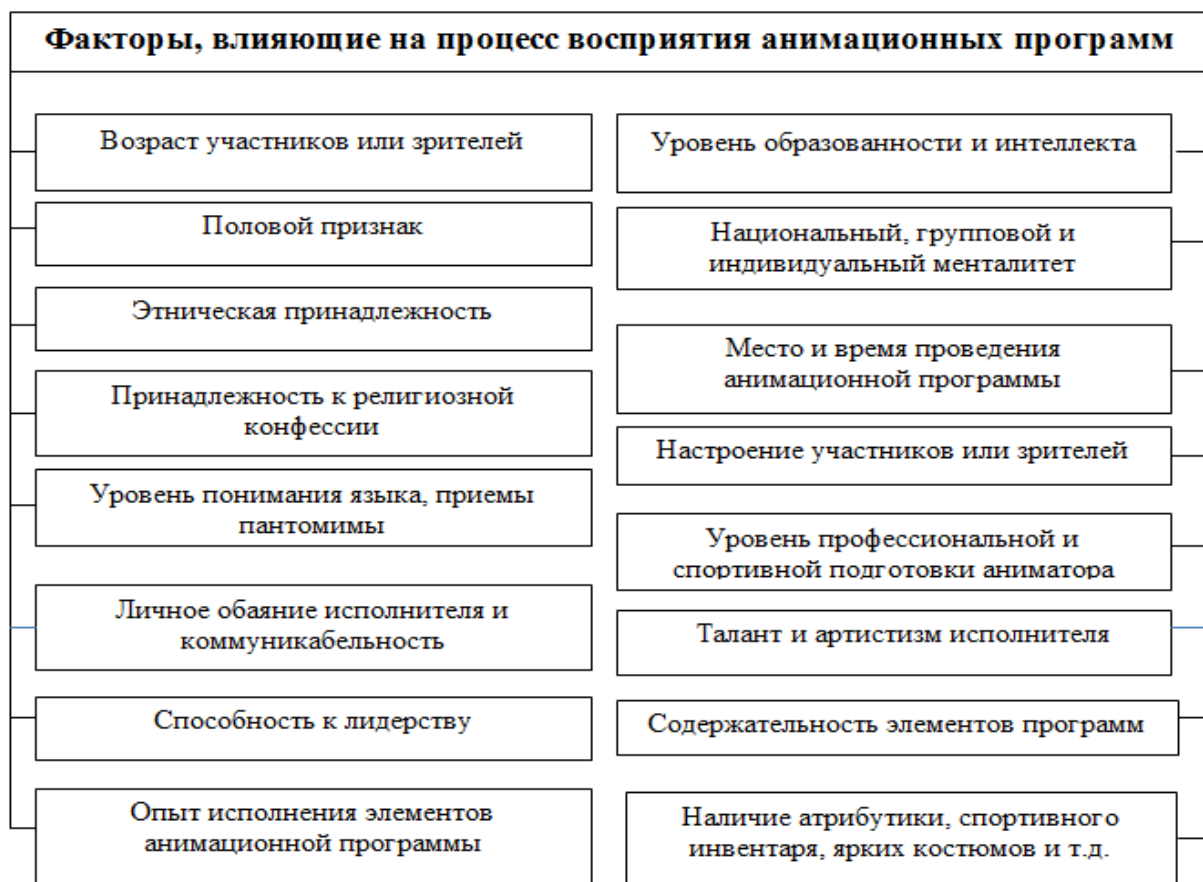 Факторы, влияющие на процесс восприятия анимационных программ
Возраст участников или зрителей
Половой признак
Этническая принадлежность
Принадлежность к религиозной
конфессии
Уровень понимания языка, приемы
пантомимы
Личное обаяние исполнителя и
коммуникабельность
Способность к лидерству
Опыт исполнения элементов
анимационной программы
Уровень образованности и интеллекта
Национальный, групповой и
индивидуальный менталитет
Место и время проведения
анимационной программы
Настроение участников или зрителей
Уровень профессиональной и
спортивной подготовки аниматора
Талант и артистизм исполнителя
Содержательность элементов программ
Наличие атрибутики, спортивного
инвентаря, ярких костюмов и т.д.